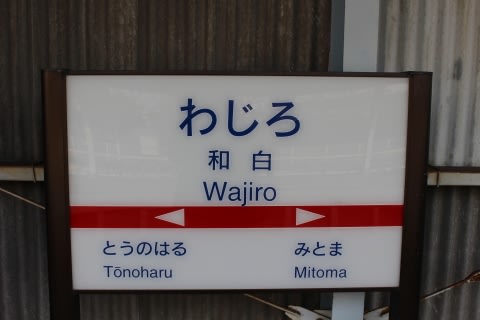 わじろ
和白
Wajiro
とうのはる みとま
Tōnoharu Mitoma